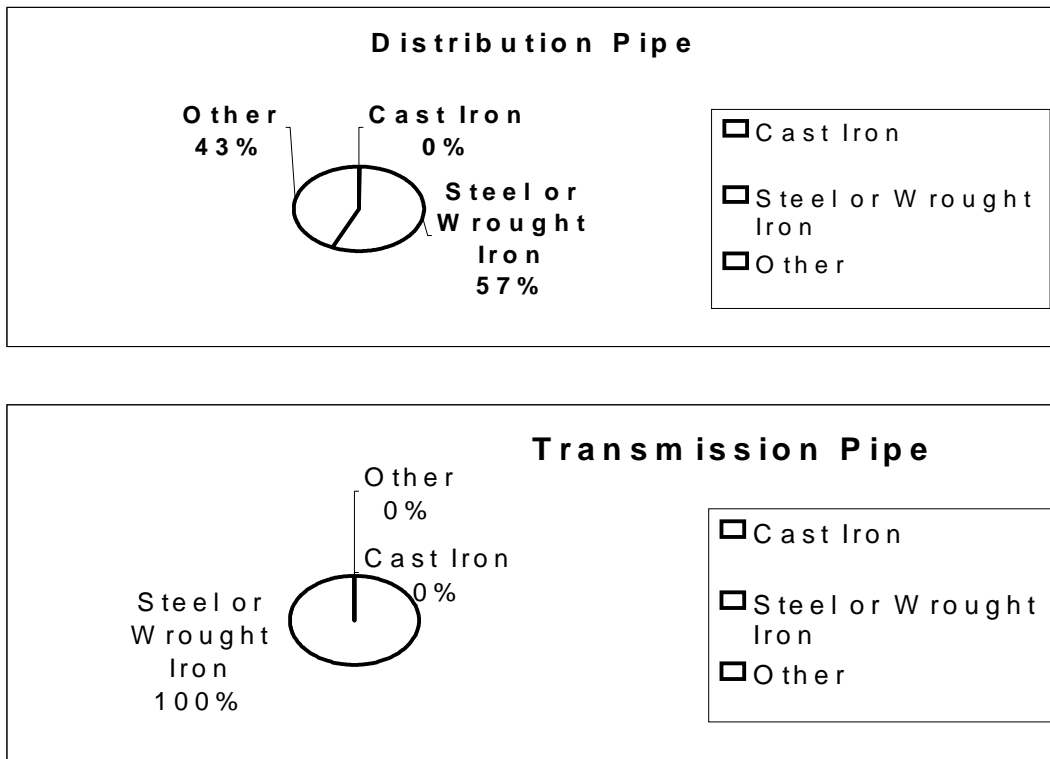 Distribution Pipe
Other
43%
Cast Iron
0%
Steel or
Wrought
Iron
57%
Cast Iron
Steel or Wrought
Iron
Other
Transmission Pipe
Other
0%
Cast Iron
0%
Steel or
Wrought
Iron
100%
Cast Iron
Steel or Wrought
Iron
Other